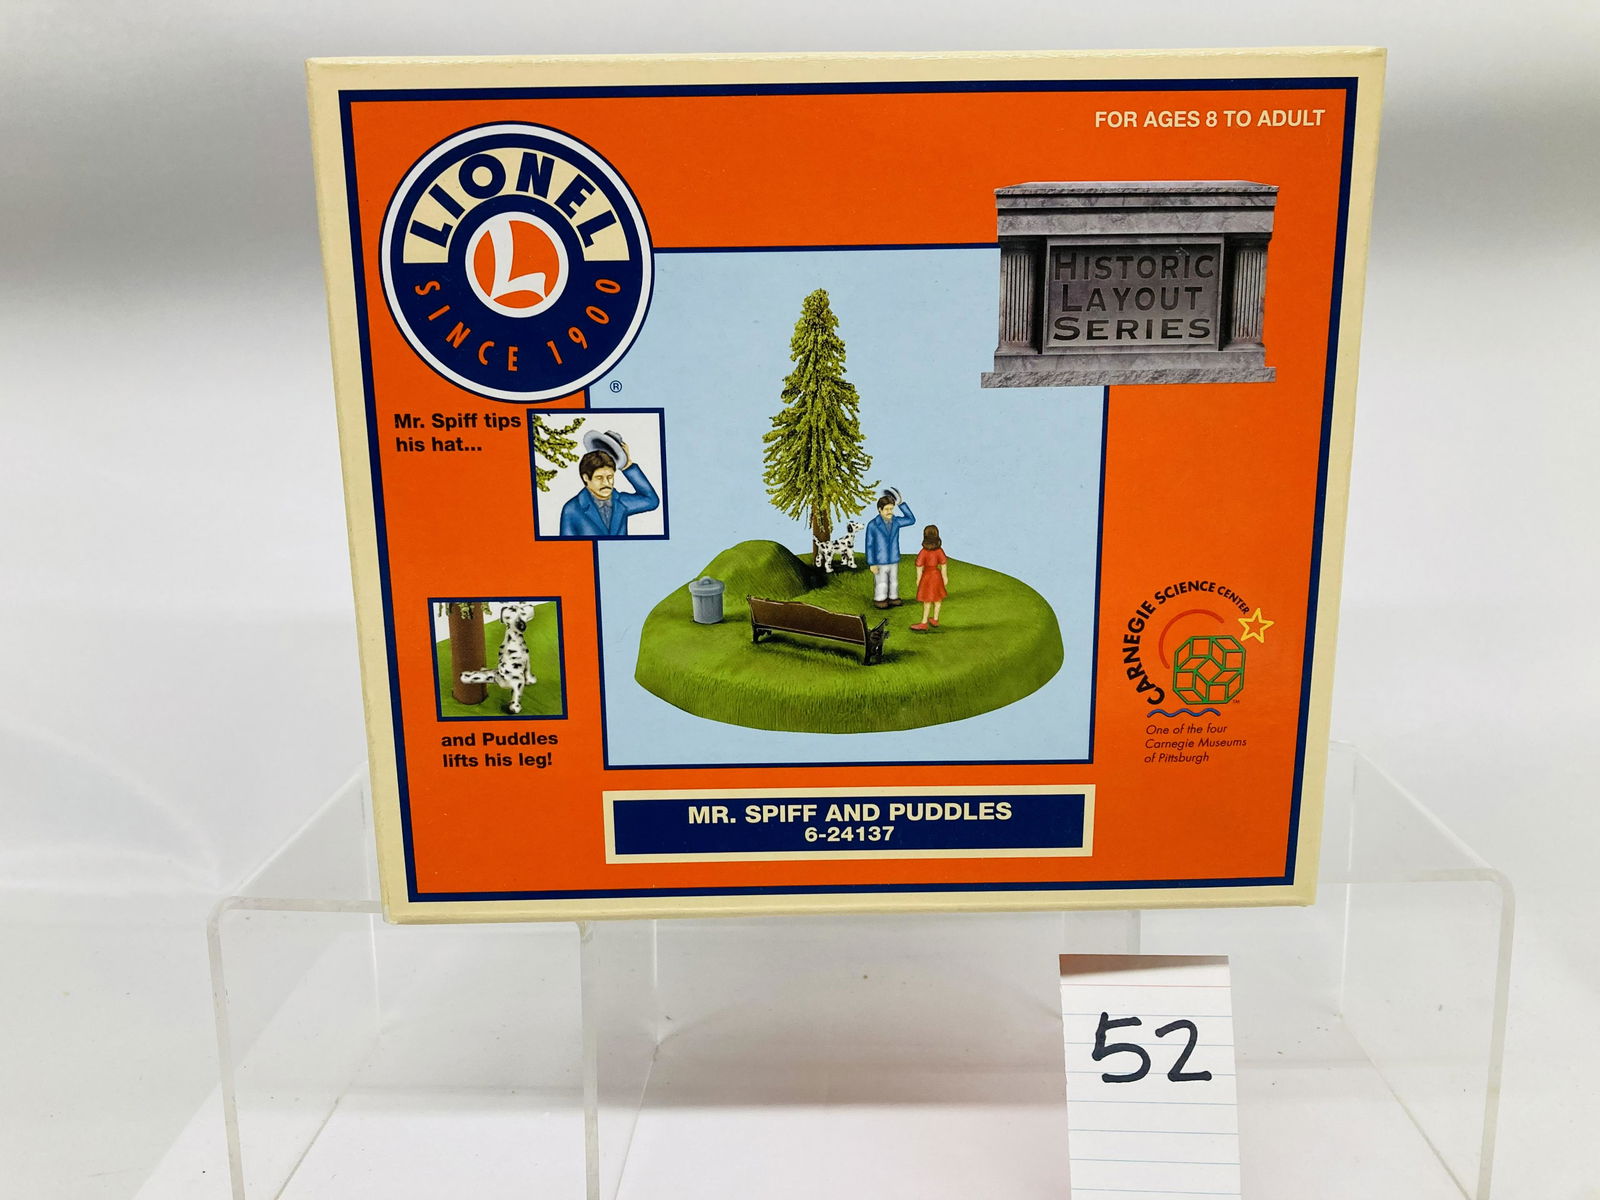 FOR AGES 8 TO ADULT
LIONEL
L
SINCE 1900
®
HISTORIC
LAYOUT
SERIES
Mr. Spiff tips
his hat...
and Puddles
lifts his leg!
CARNEGIE SCIENCE CENTER
TM
One of the four
Carnegie Museums
of Pittsburgh
MR. SPIFF AND PUDDLES
6-24137
52